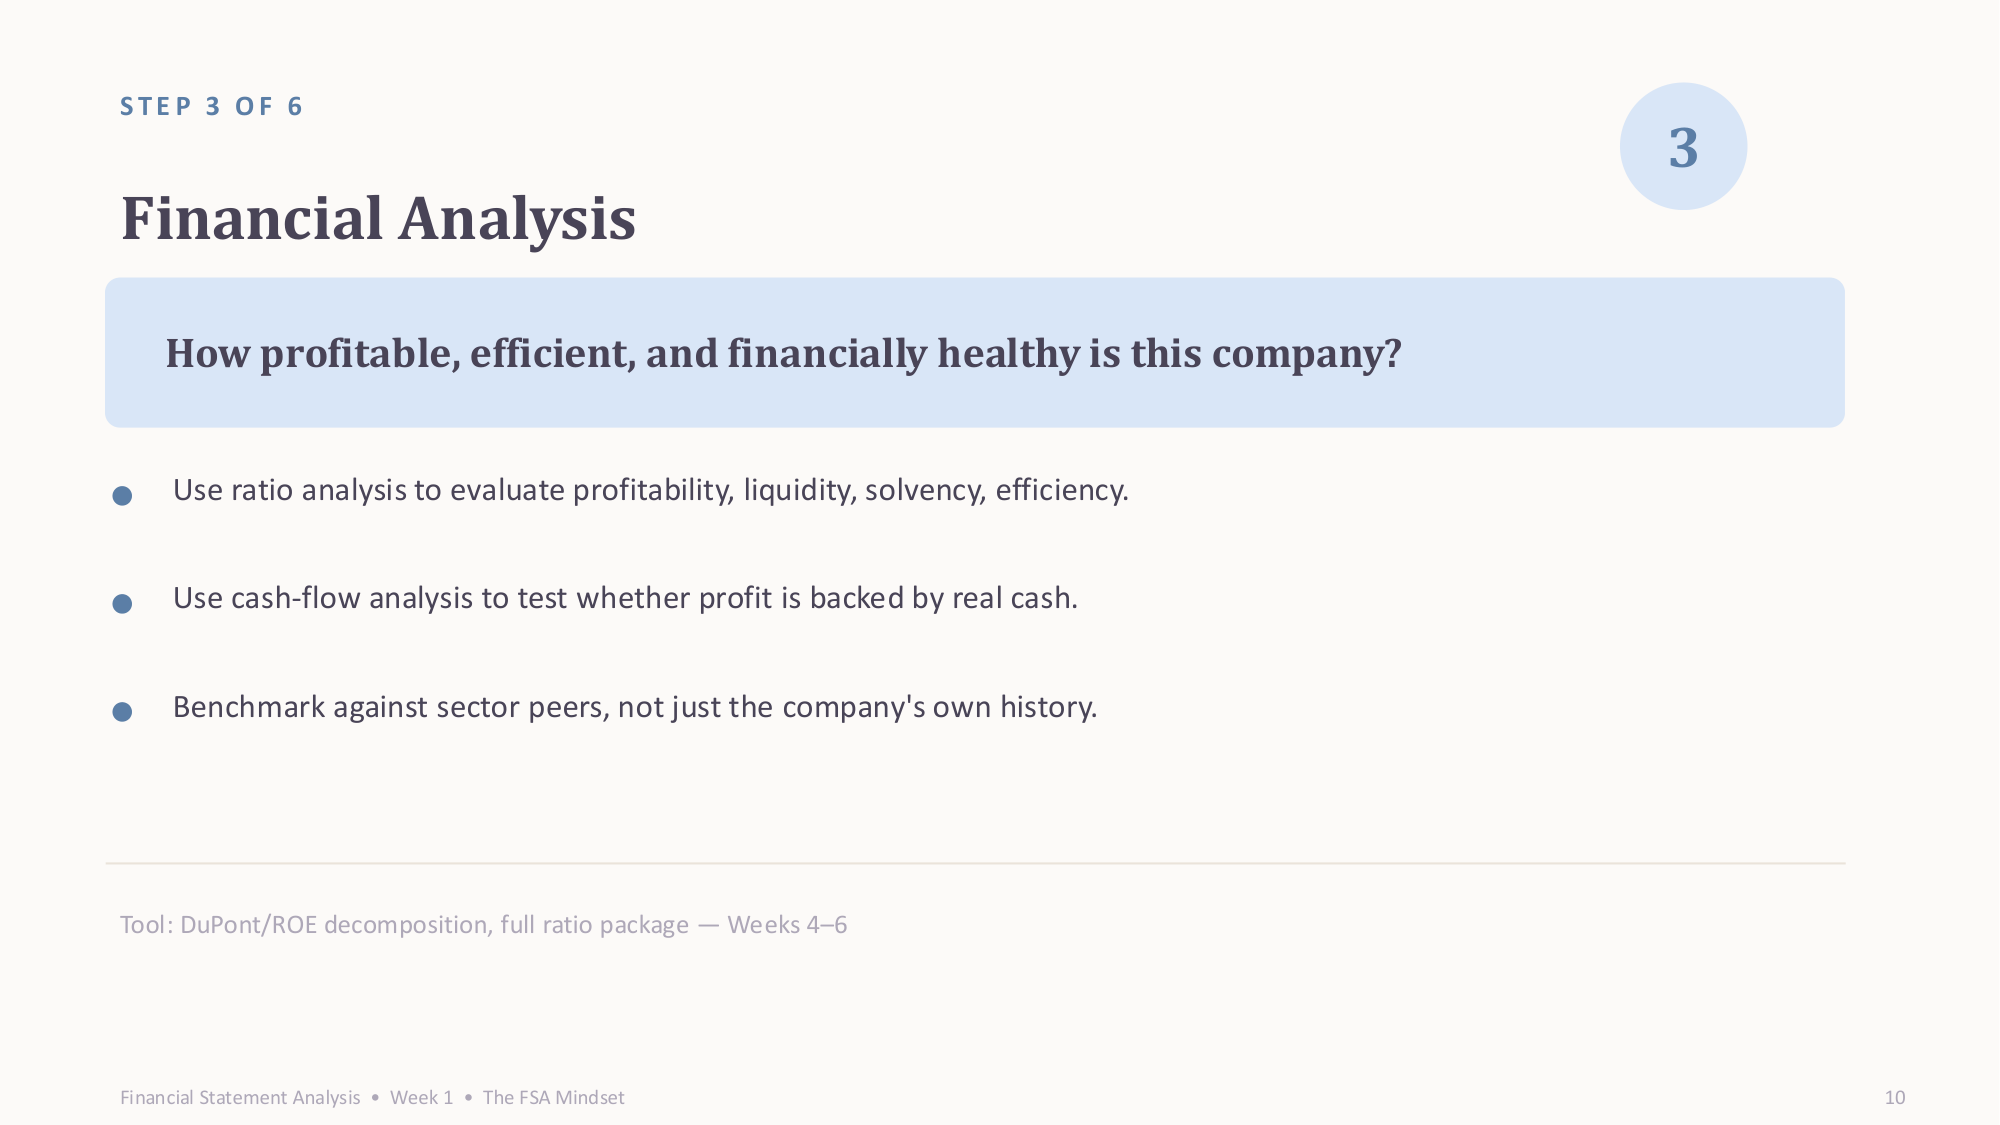 STEP 3 OF 6
3
Financial Analysis
How profitable, efficient, and financially healthy is this company?
● Use ratio analysis to evaluate profitability, liquidity, solvency, efficiency.
● Use cash-flow analysis to test whether profit is backed by real cash.
● Benchmark against sector peers, not just the company's own history.
Tool: DuPont/ROE decomposition, full ratio package — Weeks 4–6
Financial Statement Analysis • Week 1 • The FSA Mindset
10